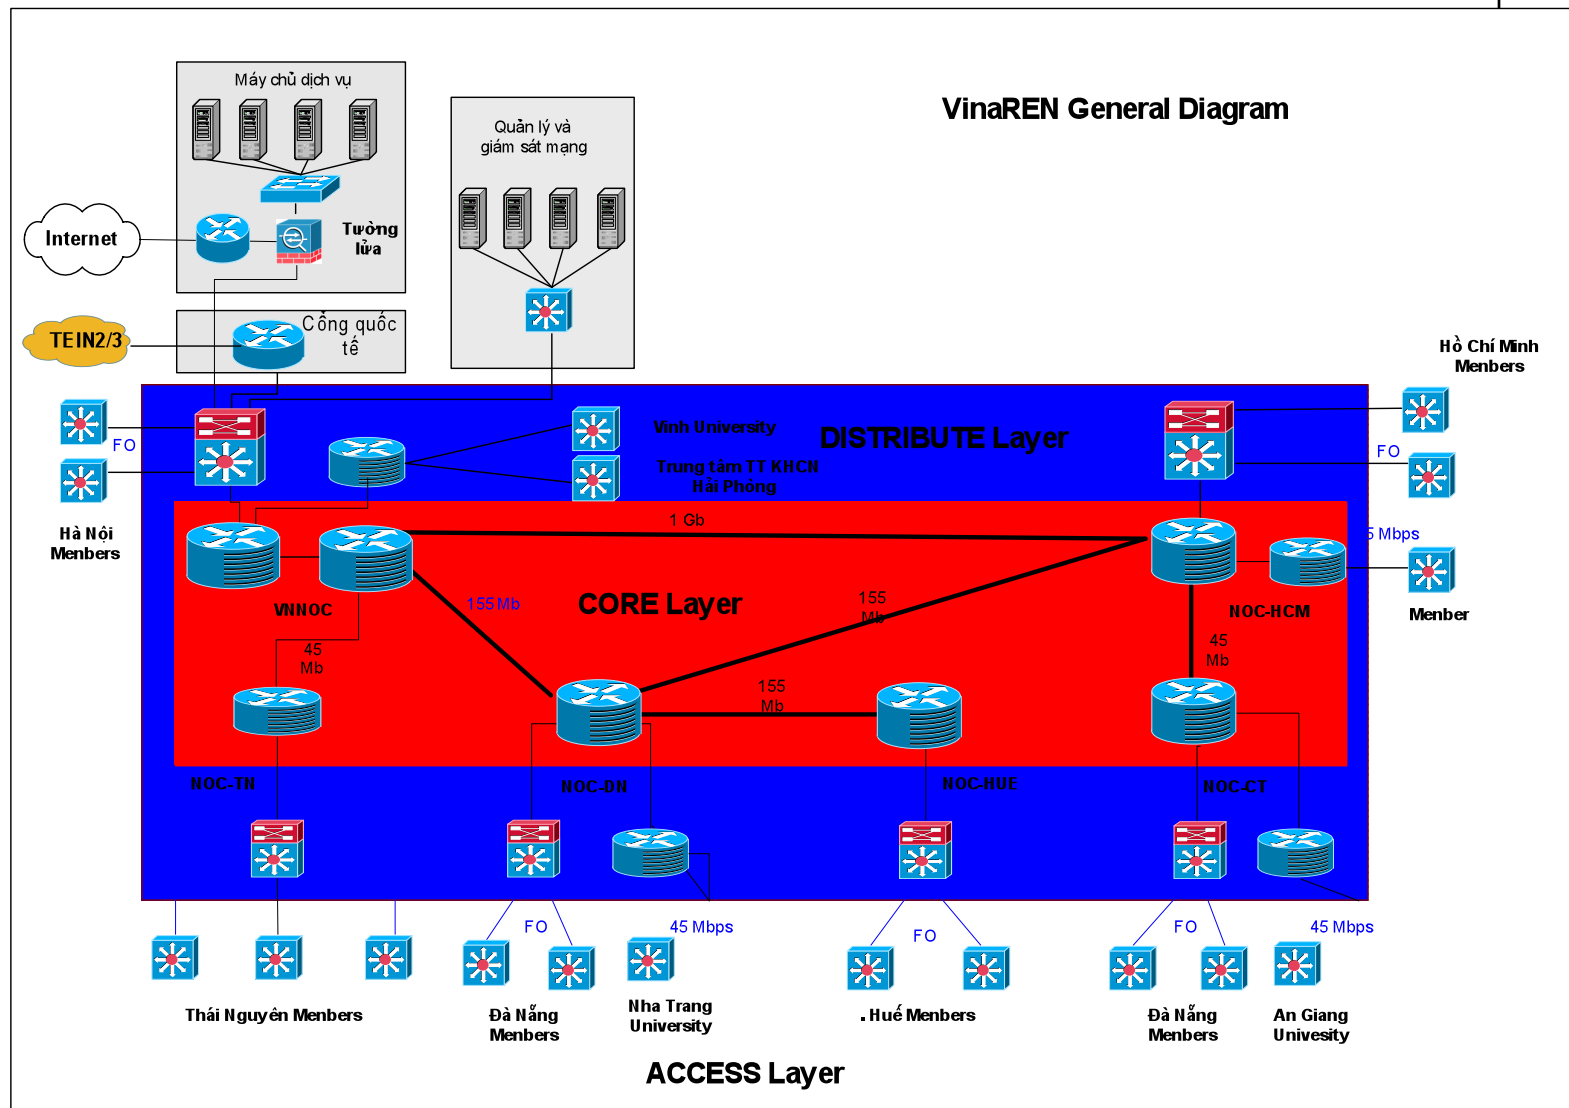 VinaREN General Diagram
Máy chủ dịch vụ
Quản lý và
giám sát mạng
Internet
Tường
lửa
TEIN2/3
Cổng quốc
tế
Hồ Chí Minh
Menbers
FO
Vinh University
DISTRIBUTE Layer
FO
Trung tâm TT KHCN
Hải Phòng
Hà Nội
Menbers
1 Gb
5 Mbps
VNNOC
155 Mb
CORE Layer
155
Mb
NOC-HCM
Menber
45
Mb
45
Mb
155
Mb
NOC-TN
NOC-DN
NOC-HUE
NOC-CT
FO
45 Mbps
FO
FO
45 Mbps
Thái Nguyên Menbers
Đà Nẵng
Menbers
Nha Trang
University
. Huế Menbers
Đà Nẵng
Menbers
An Giang
Univesity
ACCESS Layer